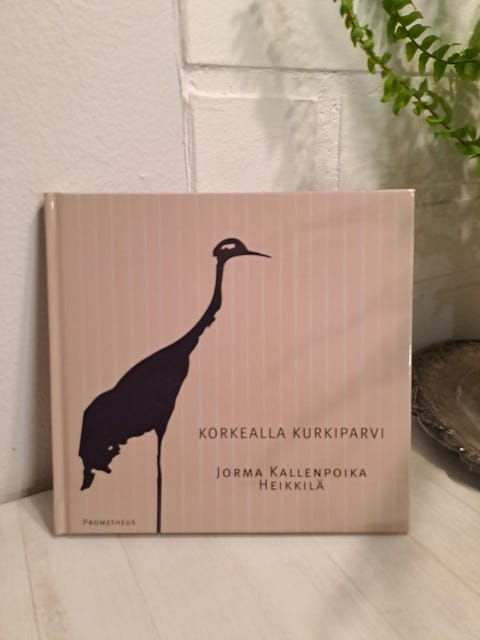 KORKEALLA KURKIPARVI
JORMA KALLENPOIKA
HEIKKILÄ
PROMETHEUS